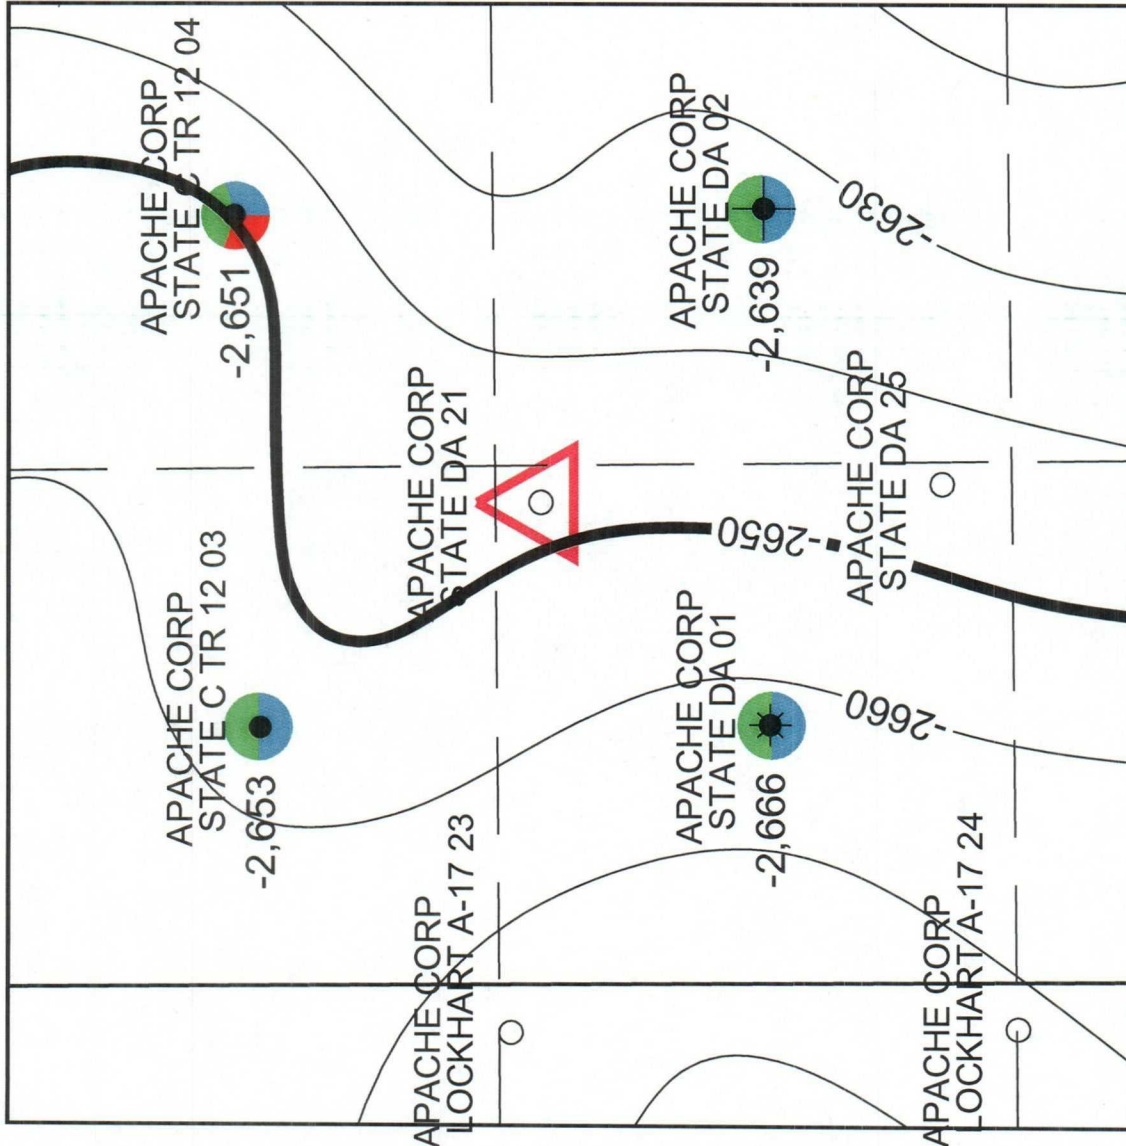 APACHE CORP
STATE C TR 12 04
-2,651
APACHE CORP
STATE DA 02
-2,639
-2630
APACHE CORP
STATE DA 21
APACHE CORP
STATE DA 25
-2650
APACHE CORP
STATE C TR 12 03
-2,653
APACHE CORP
STATE DA 01
-2,666
-2660
APACHE CORP
LOCKHART A-17 23
APACHE CORP
LOCKHART A-17 24